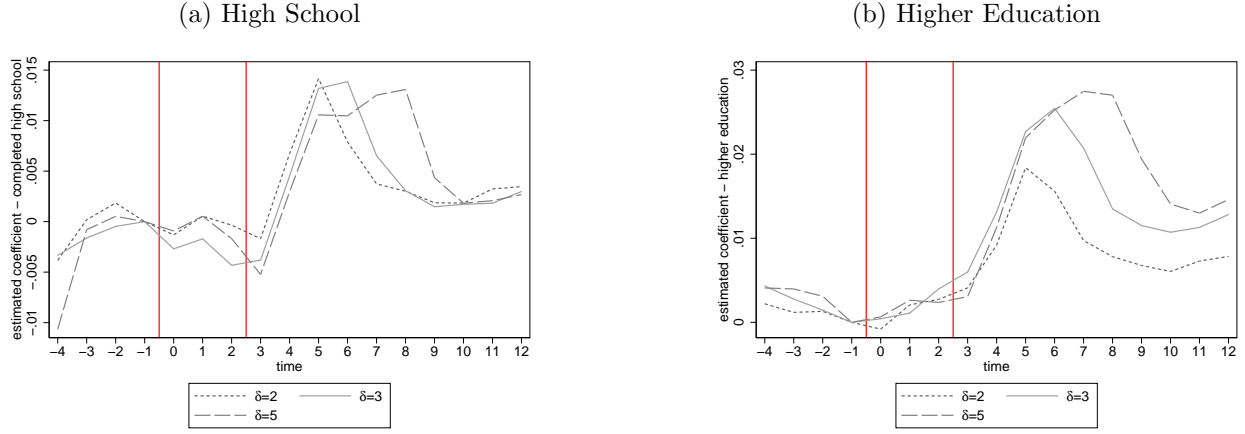 (a) High School
estimated coefficient − completed high school
.015
.01
.005
0
−.005
−.01
−4 −3 −2 −1 0 1 2 3 4 5 6 7 8 9 10 11 12
time
δ=2 δ=3
δ=5
(b) Higher Education
estimated coefficient − higher education
.03
.02
.01
0
−4 −3 −2 −1 0 1 2 3 4 5 6 7 8 9 10 11 12
time
δ=2 δ=3
δ=5